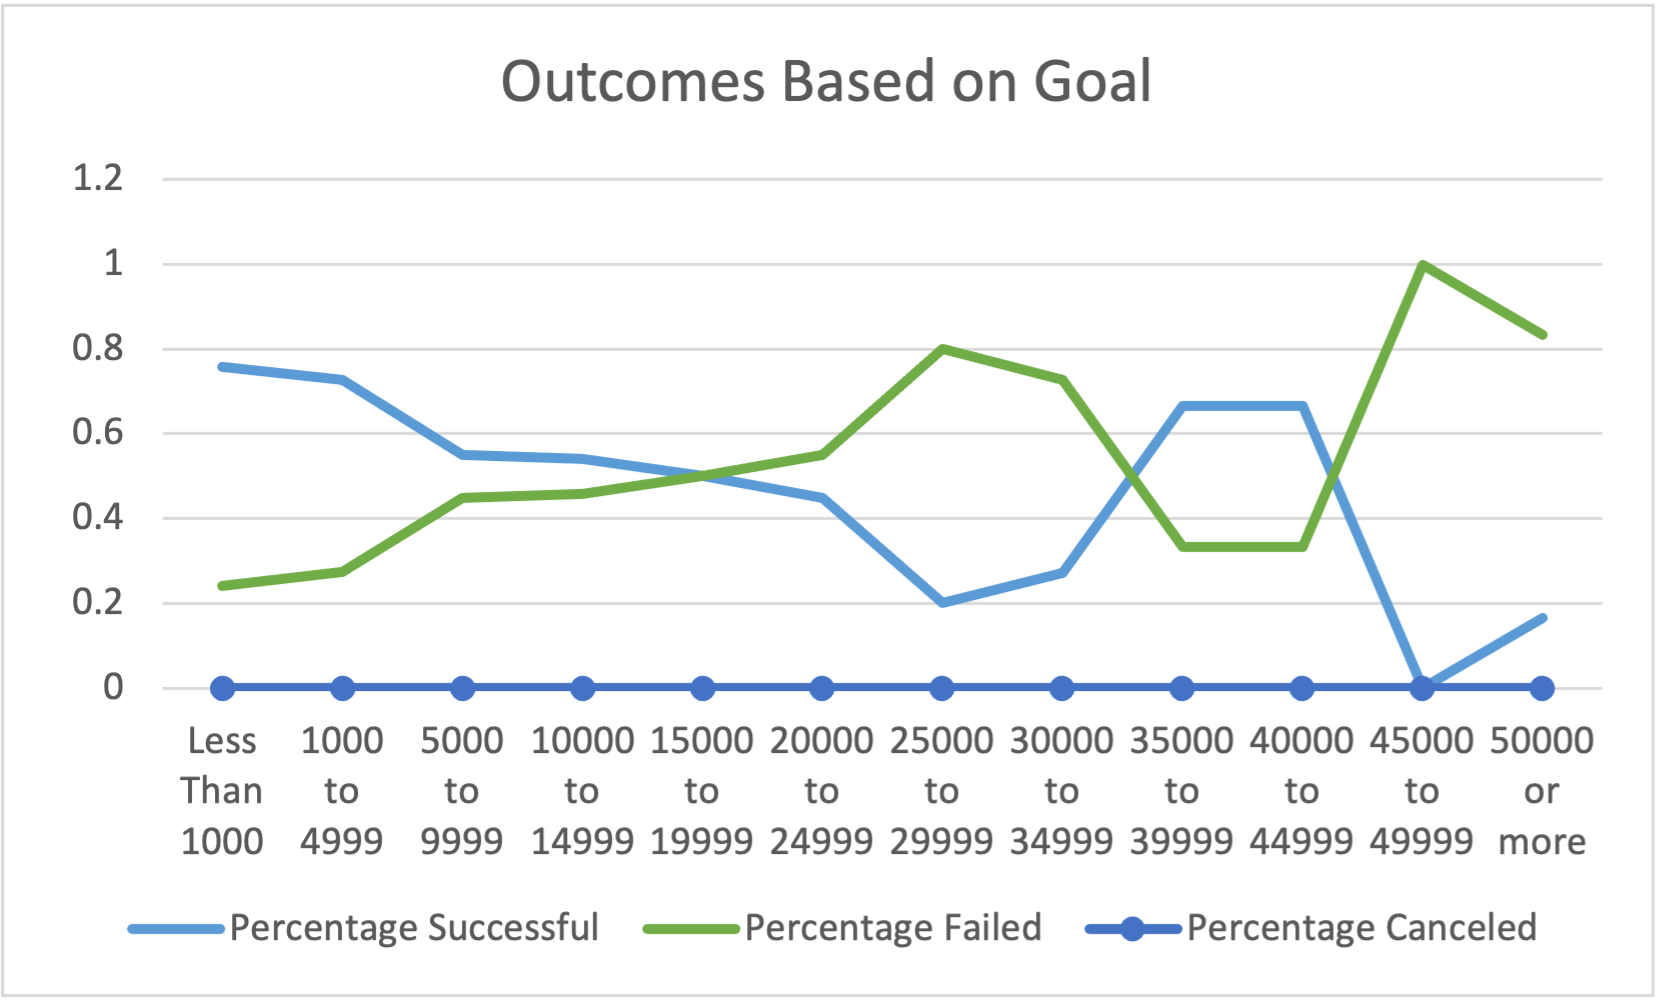 Outcomes Based on Goal
1.2
1
0.8
0.6
0.4
0.2
0
Less Than 1000
1000 to 4999
5000 to 9999
10000 to 14999
15000 to 19999
20000 to 24999
25000 to 29999
30000 to 34999
35000 to 39999
40000 to 44999
45000 to 49999
50000 or more
Percentage Successful
Percentage Failed
Percentage Canceled